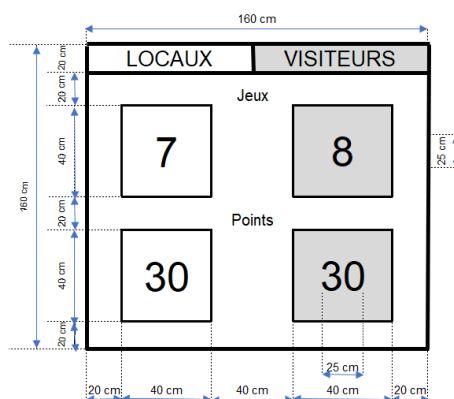 160 cm
LOCAUX VISITEURS
20 cm
20 cm
Jeux
40 cm
7 8
25 cm
160 cm
20 cm
Points
40 cm
30 30
20 cm
25 cm
20 cm 40 cm 40 cm 40 cm 20 cm